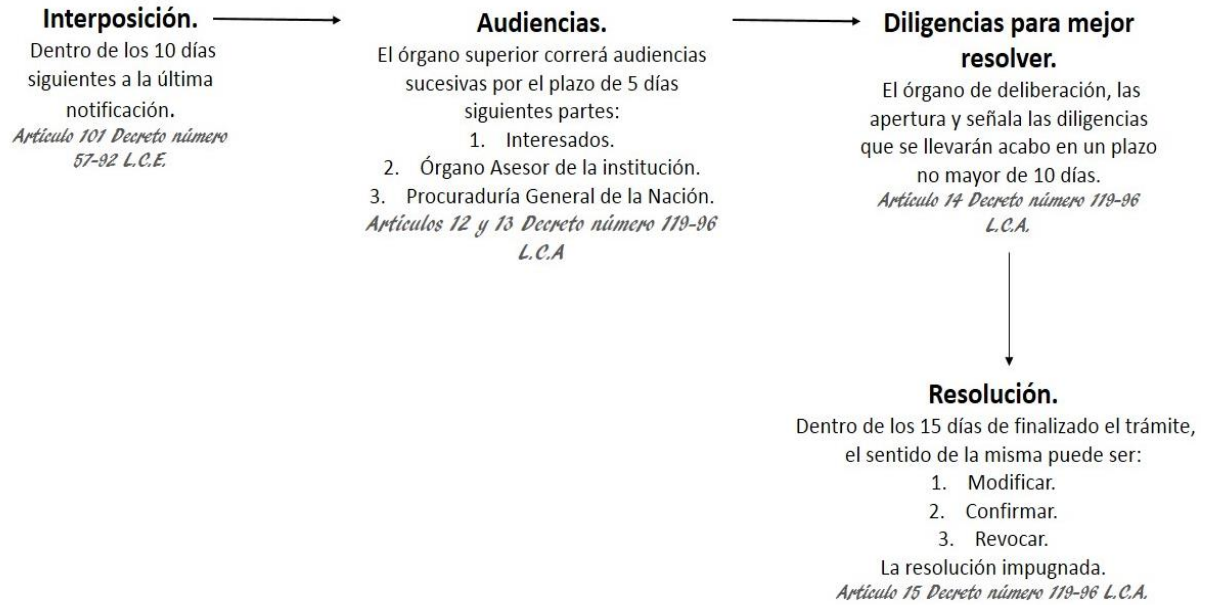 Interposición.
Dentro de los 10 días
siguientes a la última
notificación.
Artículo 101 Decreto número
57-92 L.C.E.
Audiencias.
El órgano superior correrá audiencias
sucesivas por el plazo de 5 días
siguientes partes:
1. Interesados.
2. Órgano Asesor de la institución.
3. Procuraduría General de la Nación.
Artículos 12 y 13 Decreto número 119-96
L.C.A
Diligencias para mejor
resolver.
El órgano de deliberación, las
apertura y señala las diligencias
que se llevarán acabo en un plazo
no mayor de 10 días.
Artículo 14 Decreto número 119-96
L.C.A.
Resolución.
Dentro de los 15 días de finalizado el trámite,
el sentido de la misma puede ser:
1. Modificar.
2. Confirmar.
3. Revocar.
La resolución impugnada.
Artículo 15 Decreto número 119-96 L.C.A.